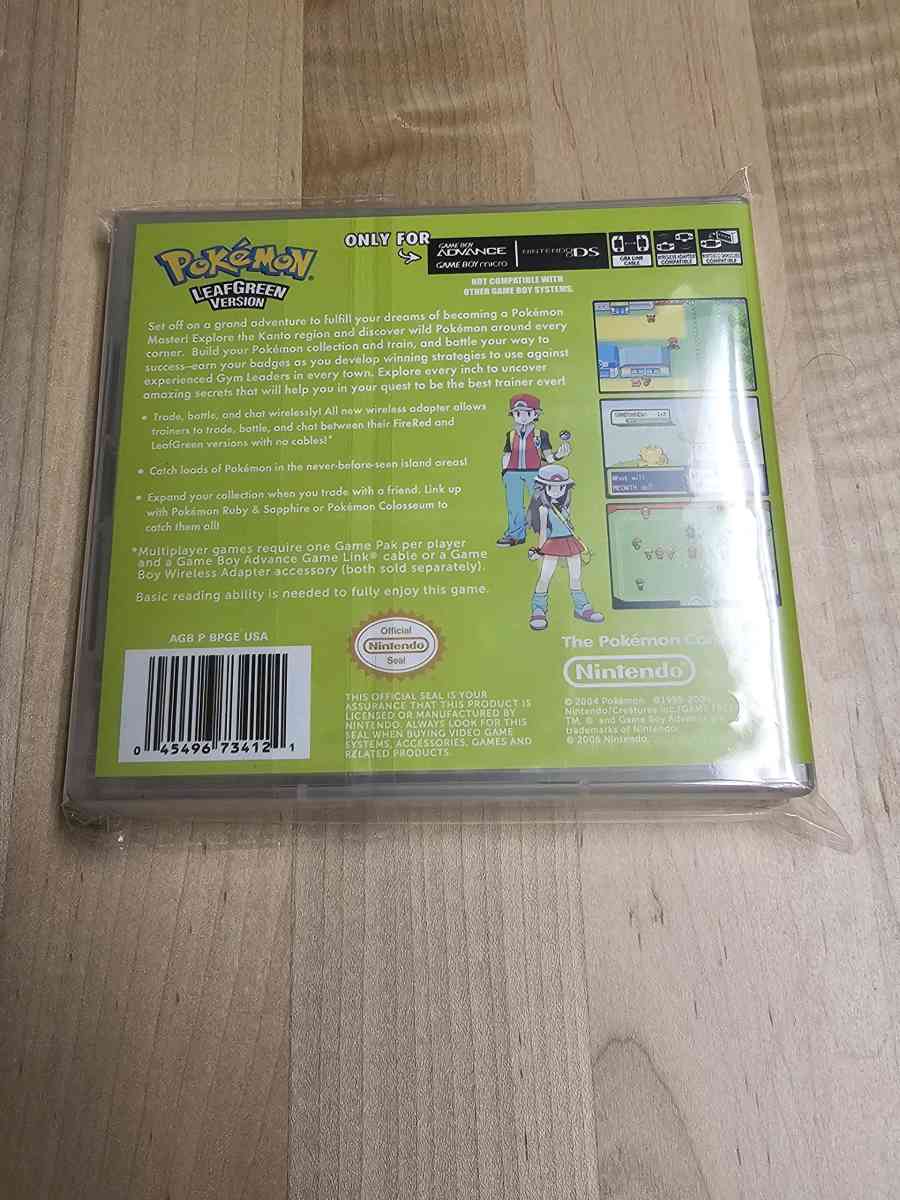 POKéMON®
LEAFGREEN
VERSION
ONLY FOR
GAME BOY
ADVANCE
GAME BOY micro
NINTENDO DS
GBA LINK
CABLE
WIRELESS ADAPTER
COMPATIBLE
COMPATIBLE
NOT COMPATIBLE WITH
OTHER GAME BOY SYSTEMS.
Set off on a grand adventure to fulfill your dreams of becoming a Pokémon
Master! Explore the Kanto region and discover wild Pokémon around every
corner. Build your Pokémon collection and train, and battle your way to
success—earn your badges as you develop winning strategies to use against
experienced Gym Leaders in every town. Explore every inch to uncover
amazing secrets that will help you in your quest to be the best trainer ever!
• Trade, battle, and chat wirelessly! All new wireless adapter allows
trainers to trade, battle, and chat between their FireRed and
LeafGreen versions with no cables!*
• Catch loads of Pokémon in the never-before-seen island areas!
• Expand your collection when you trade with a friend. Link up
with Pokémon Ruby & Sapphire or Pokémon Colosseum to
catch them all!
*Multiplayer games require one Game Pak per player
and a Game Boy Advance Game Link® cable or a Game
Boy Wireless Adapter accessory (both sold separately).
Basic reading ability is needed to fully enjoy this game.
What will
MEOWTH do?
AGB P BPGE USA
0 45496 73412 1
Official
Nintendo
Seal
THIS OFFICIAL SEAL IS YOUR
ASSURANCE THAT THIS PRODUCT IS
LICENSED OR MANUFACTURED BY
NINTENDO. ALWAYS LOOK FOR THIS
SEAL WHEN BUYING VIDEO GAME
SYSTEMS, ACCESSORIES, GAMES AND
RELATED PRODUCTS.
The Pokémon
Nintendo
© 2004 Pokémon. ©1995-
Nintendo/Creatures Inc./GAME
TM, ® and Game Boy
trademarks of Nintendo.
© 2006 Nintendo.